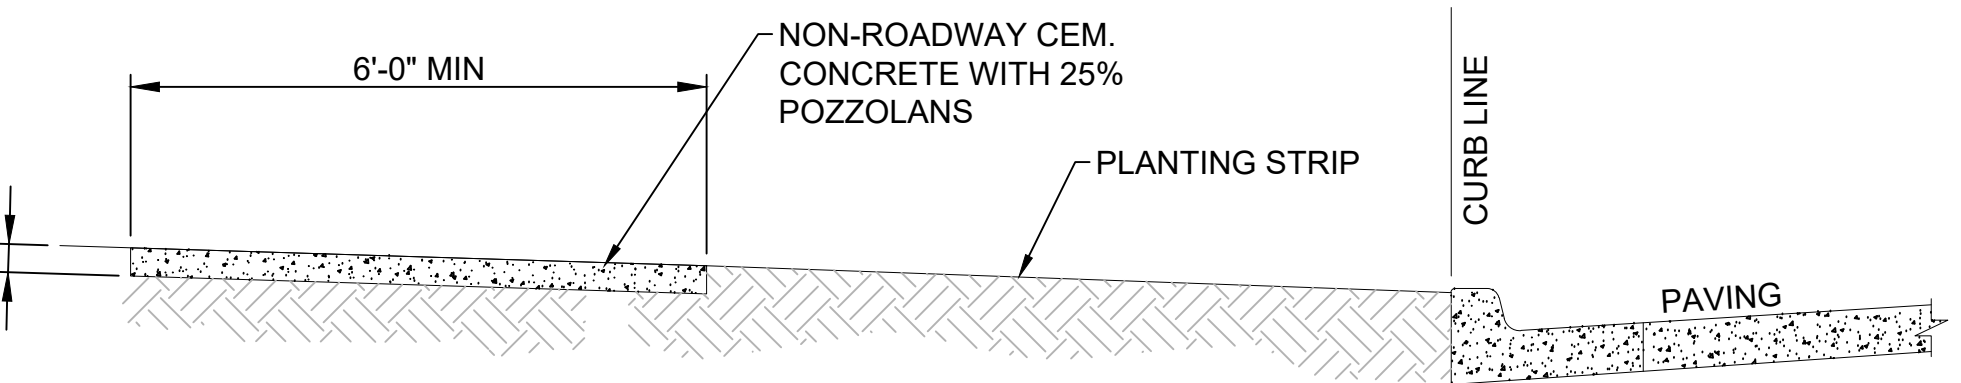 6'-0" MIN
NON-ROADWAY CEM.
CONCRETE WITH 25%
POZZOLANS
PLANTING STRIP
CURB LINE
PAVING